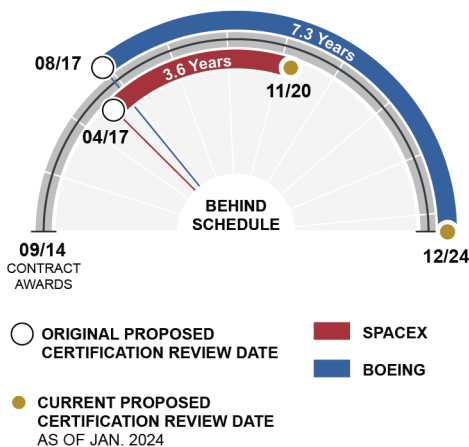 7.3 Years
08/17
3.6 Years
11/20
04/17
BEHIND
SCHEDULE
09/14
CONTRACT
AWARDS
12/24
ORIGINAL PROPOSED
CERTIFICATION REVIEW DATE
SPACEX
BOEING
CURRENT PROPOSED
CERTIFICATION REVIEW DATE
AS OF JAN. 2024